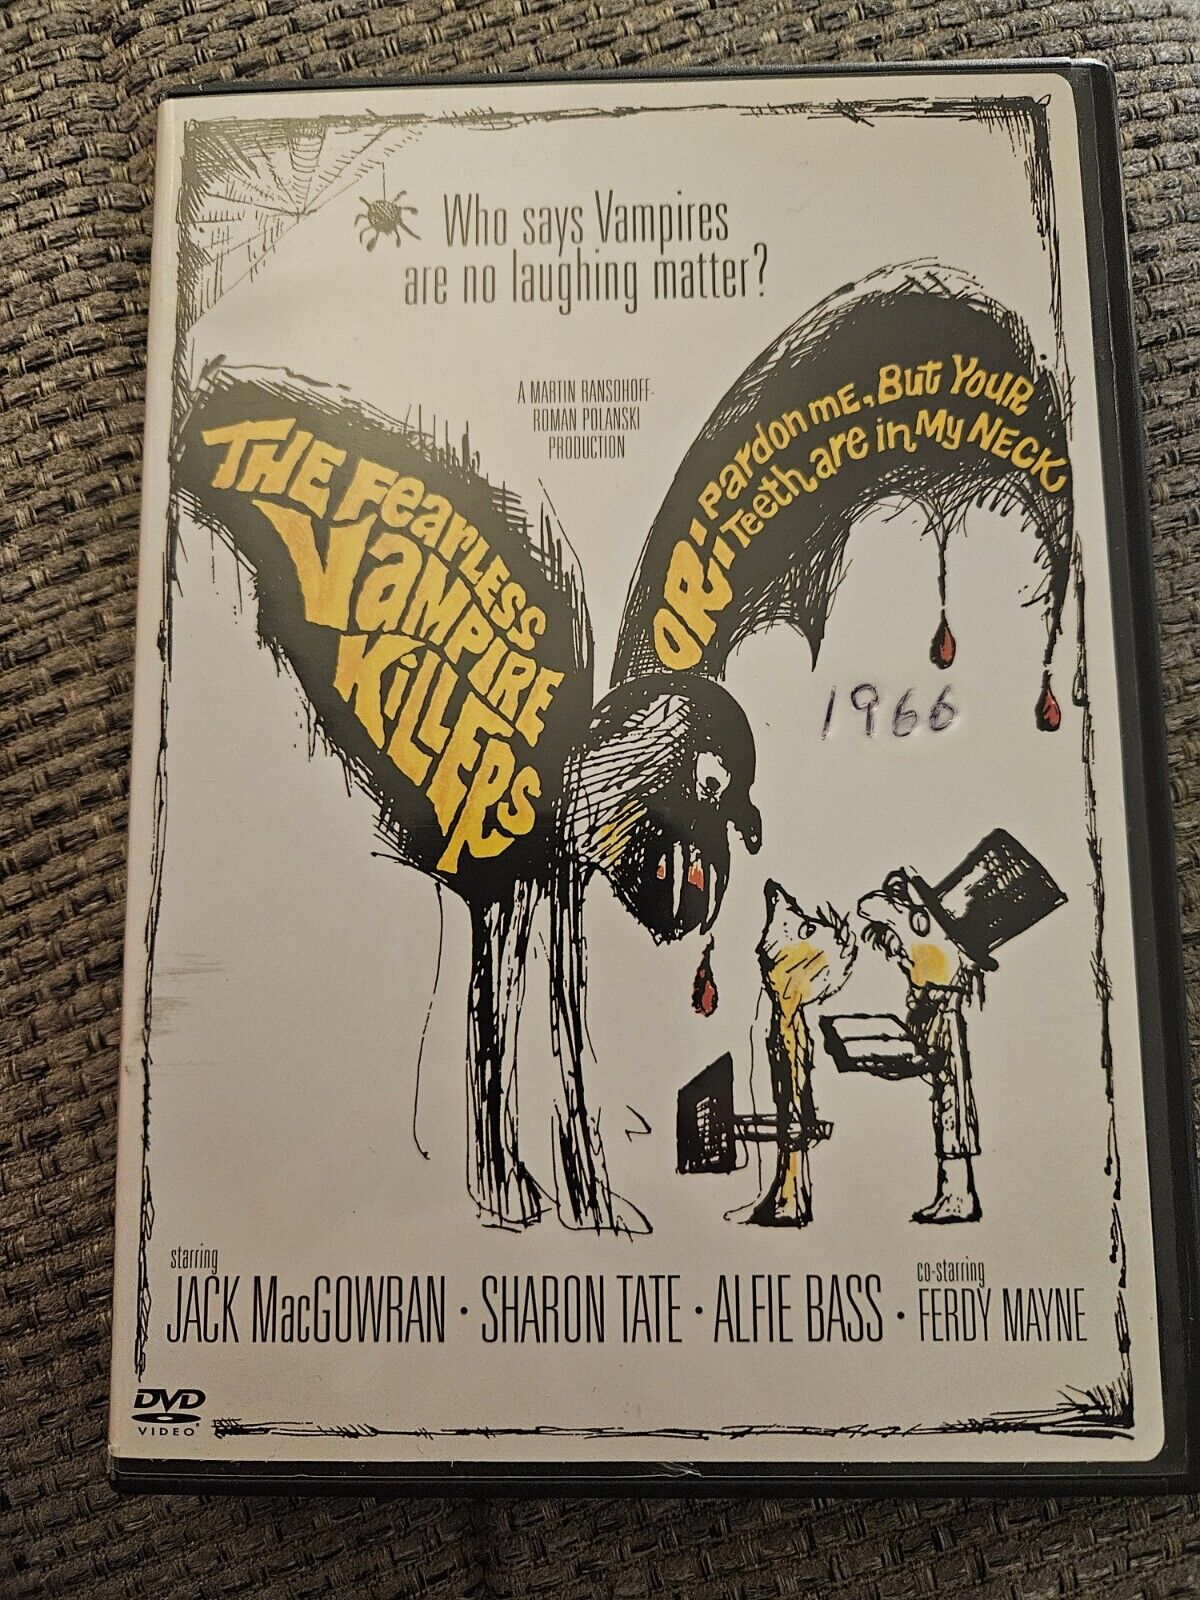 Who says Vampires
are no laughing matter?
A MARTIN RANSOHOFF-
ROMAN POLANSKI
PRODUCTION
THE FeaRLESS
VaMPIRE
KiLLERS
OR: Pardon me, But YOUR
Teeth are in My NECK
1966
starring
JACK MacGOWRAN · SHARON TATE · ALFIE BASS ·
co-starring
FERDY MAYNE
DVD
VIDEO